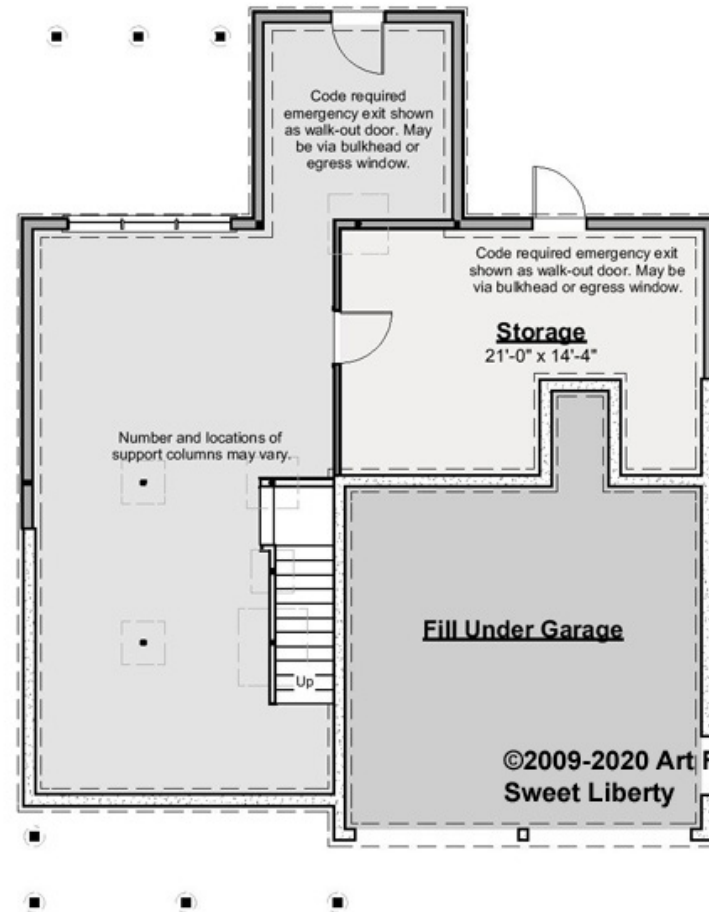 Code required
emergency exit shown
as walk-out door. May
be via bulkhead or
egress window.
Code required emergency exit
shown as walk-out door. May be
via bulkhead or egress window.
Storage
21'-0" x 14'-4"
Number and locations of
support columns may vary.
Fill Under Garage
Up
©2009-2020 Art
Sweet Liberty